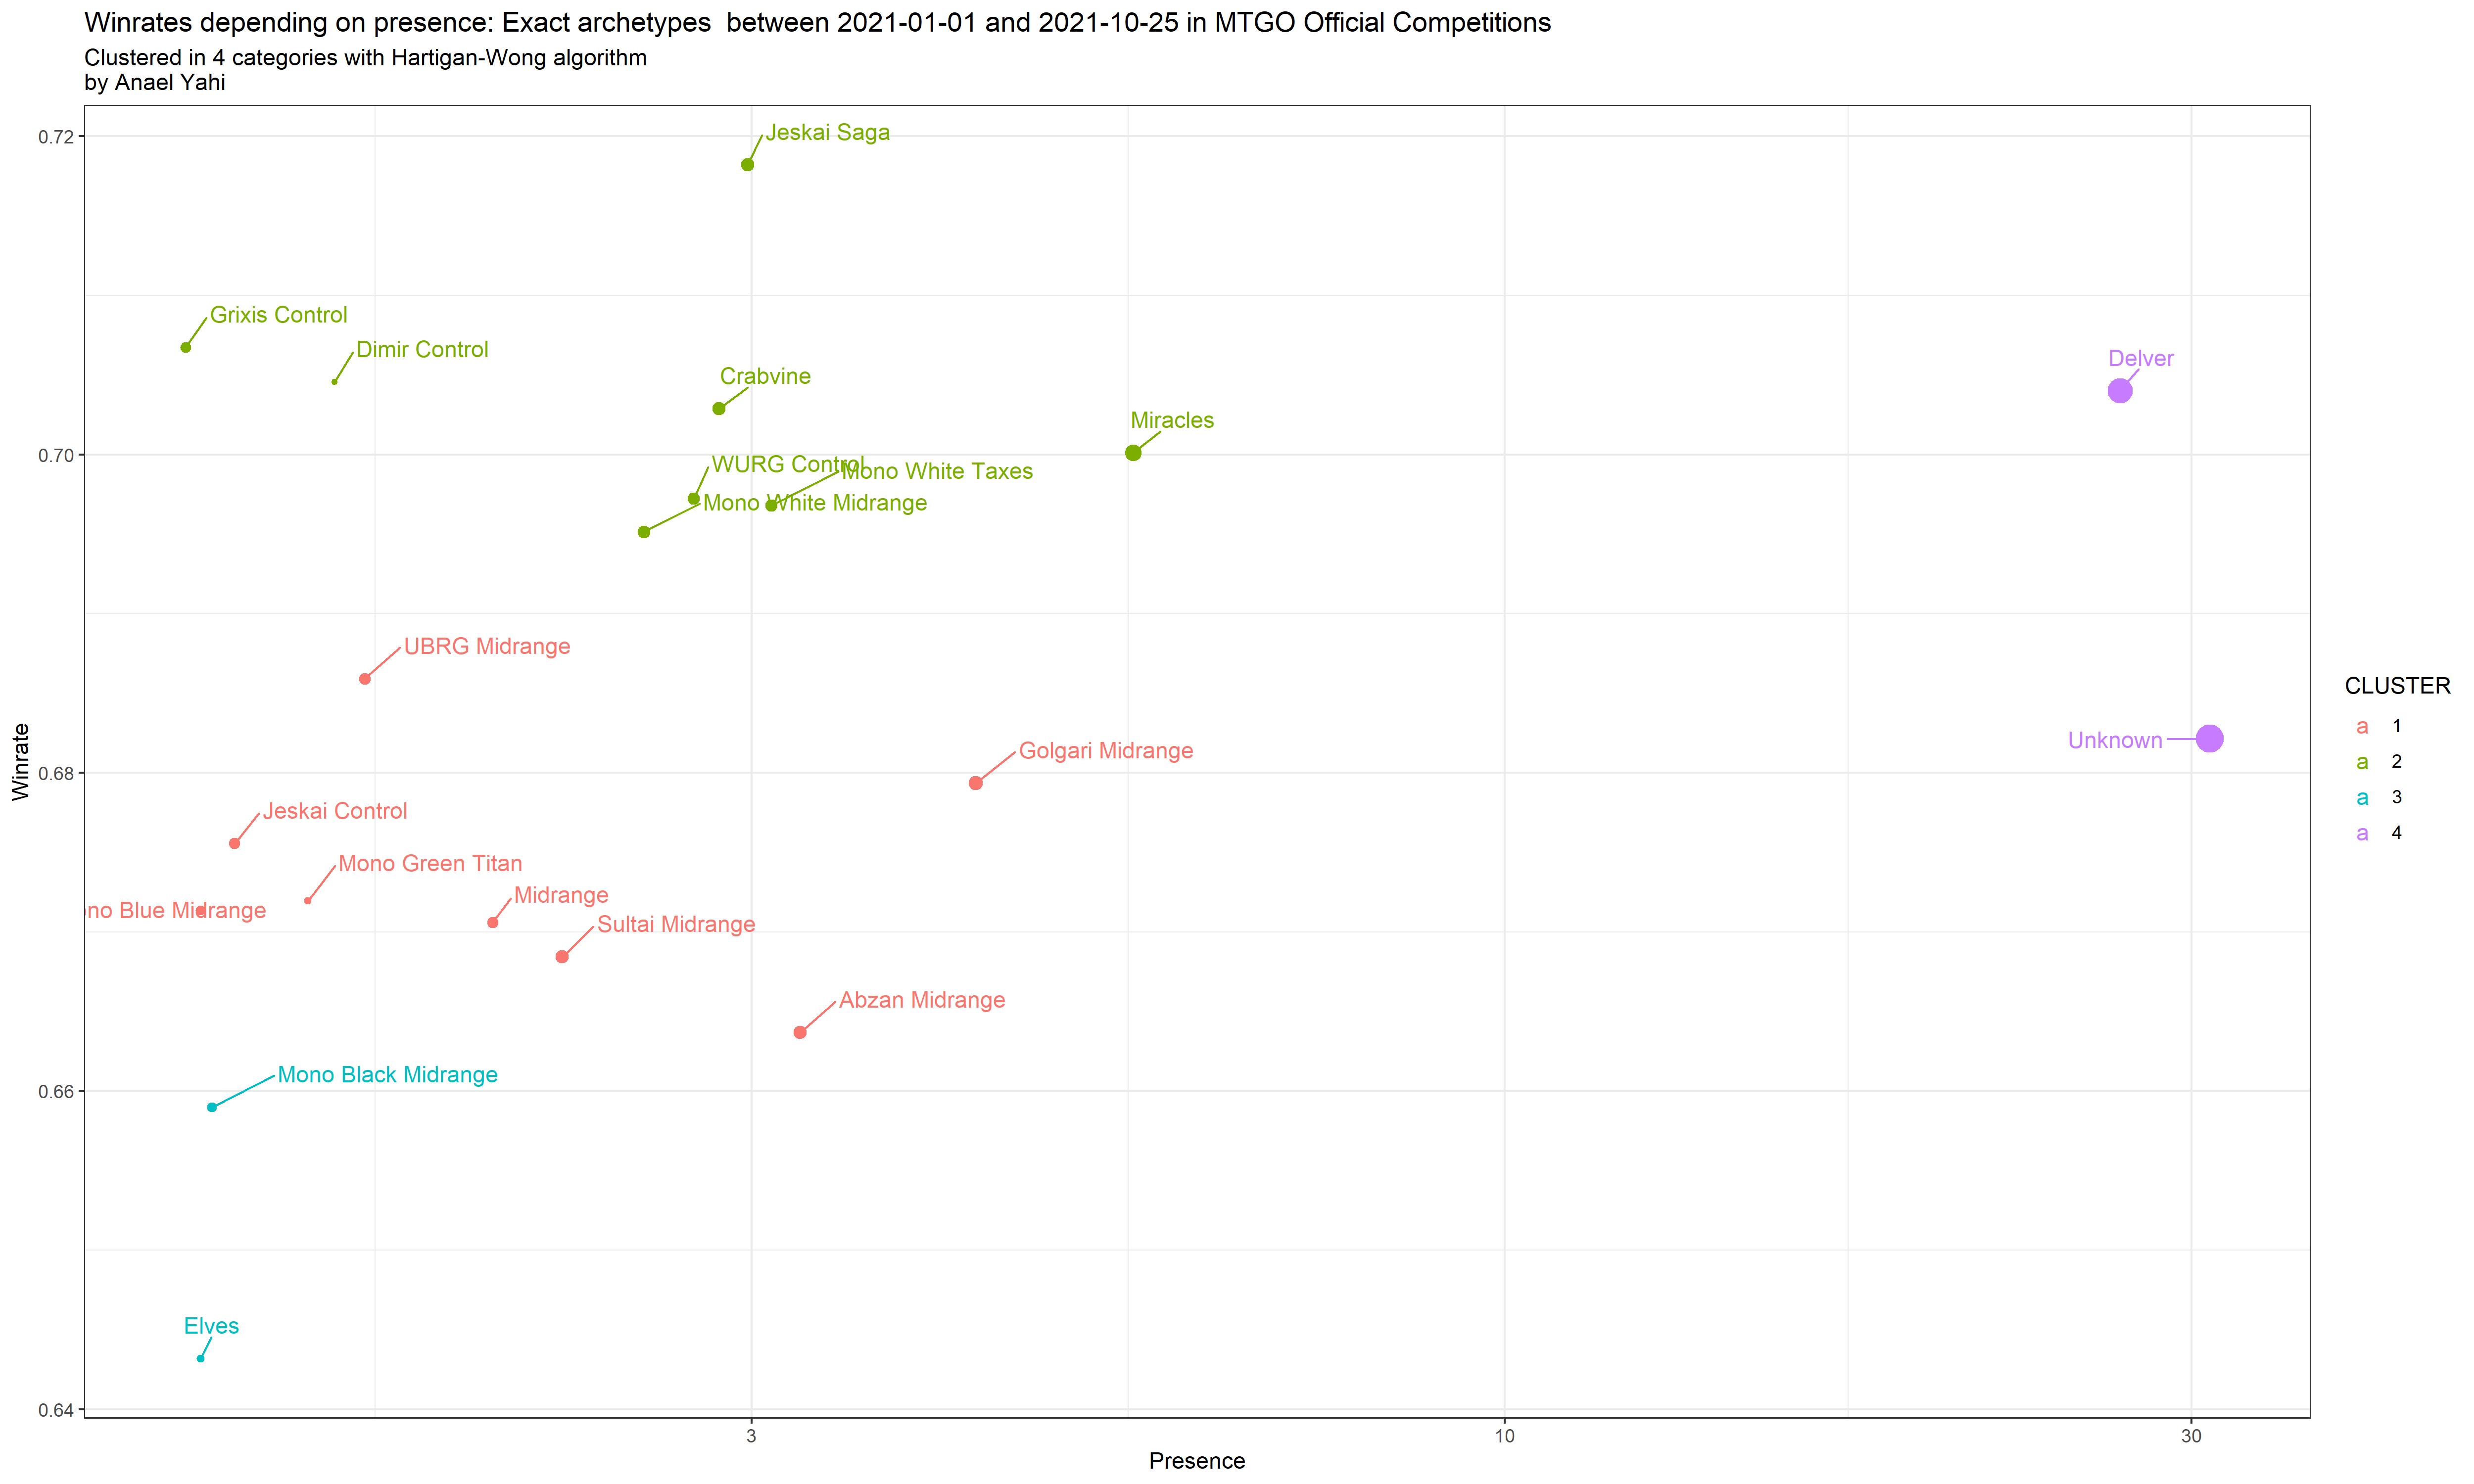 Winrates depending on presence: Exact archetypes  between 2021-01-01 and 2021-10-25 in MTGO Official Competitions
Clustered in 4 categories with Hartigan-Wong algorithm
by Anael Yahi
0.72
Jeskai Saga
Grixis Control
Dimir Control
Delver
Crabvine
Miracles
0.70
WURG Control
Mono White Taxes
Mono White Midrange
UBRG Midrange
CLUSTER
a 1
a 2
a 3
a 4
Winrate
Unknown
Golgari Midrange
0.68
Jeskai Control
Mono Green Titan
Midrange
no Blue Midrange
Sultai Midrange
Abzan Midrange
Mono Black Midrange
0.66
Elves
0.64
3
10
30
Presence